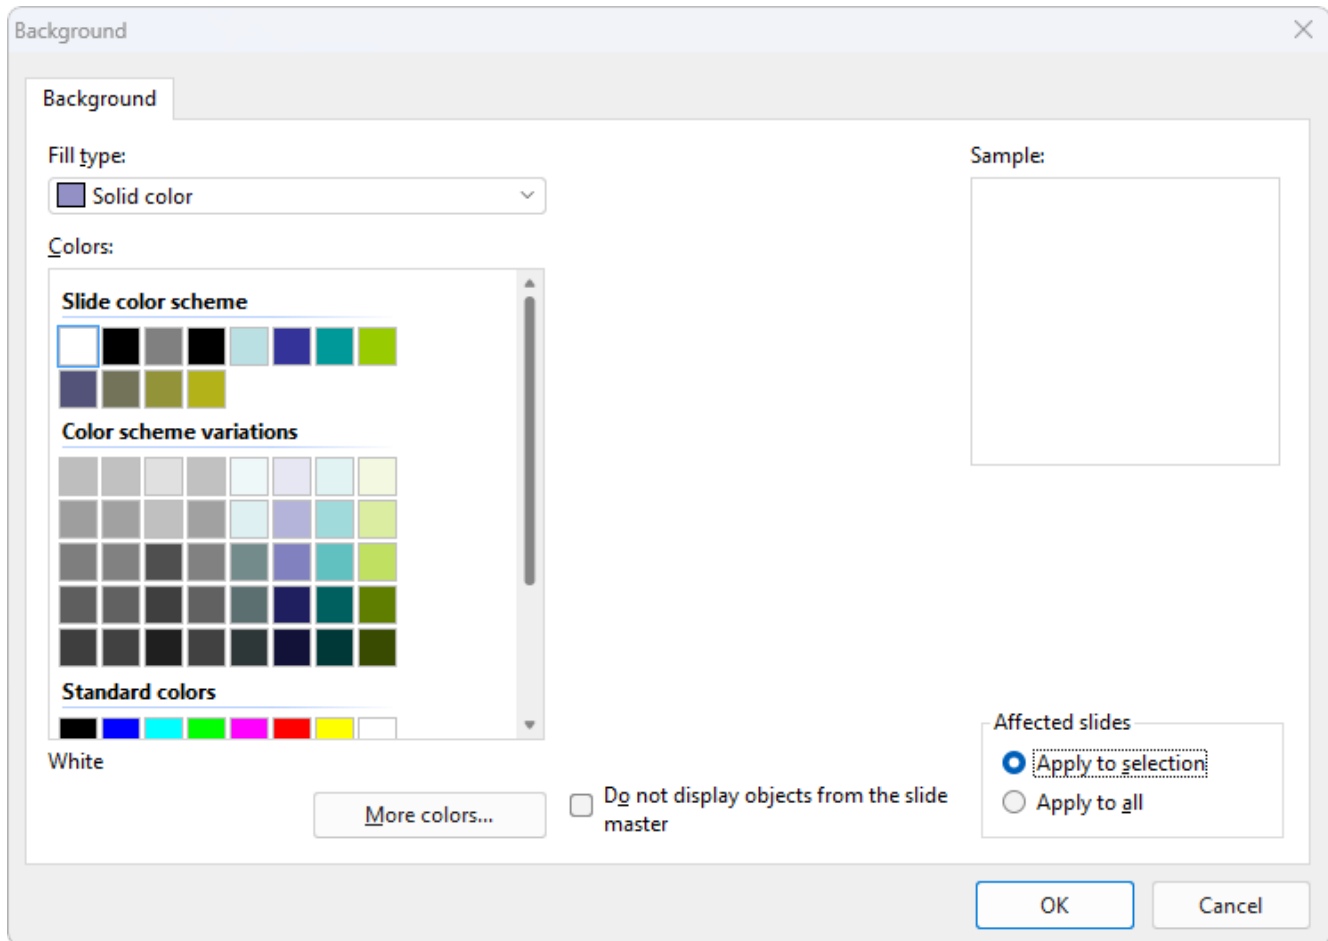 Background
Background
Fill type:
Sample:
Solid color
Colors:
Slide color scheme
Color scheme variations
Standard colors
White
Affected slides
Apply to selection
Apply to all
More colors...
Do not display objects from the slide
master
OK
Cancel